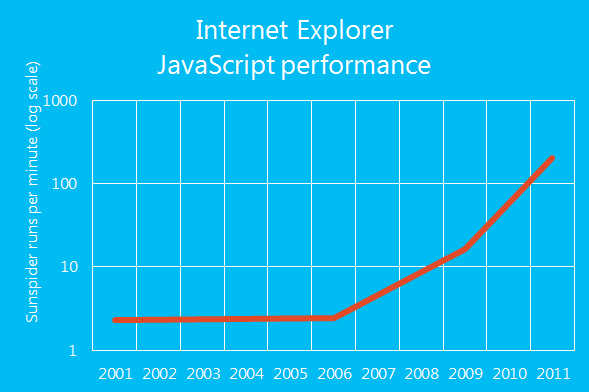 Internet Explorer
JavaScript performance
Sunspider runs per minute (log scale)
1000
100
10
1
2001 2002 2003 2004 2005 2006 2007 2008 2009 2010 2011